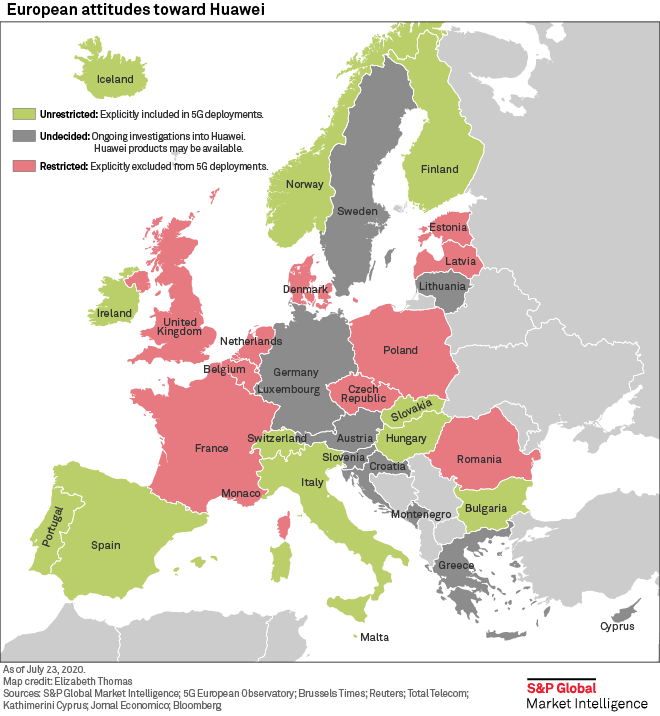 European attitudes toward Huawei
Iceland
Unrestricted: Explicitly included in 5G deployments.
Undecided: Ongoing investigations into Huawei.
Huawei products may be available.
Restricted: Explicitly excluded from 5G deployments.
Finland
Norway
Sweden
Estonia
Latvia
Lithuania
Denmark
Ireland
United
Kingdom
Netherlands
Poland
Belgium
Germany
Luxembourg
Czech
Republic
Slovakia
Switzerland
Austria
Hungary
France
Slovenia
Croatia
Romania
Italy
Monaco
Montenegro
Bulgaria
Portugal
Spain
Greece
Cyprus
Malta
As of July 23, 2020.
Map credit: Elizabeth Thomas
Sources: S&P Global Market Intelligence; 5G European Observatory; Brussels Times; Reuters; Total Telecom;
Kathimerini Cyprus; Jornal Economico; Bloomberg
S&P Global
Market Intelligence